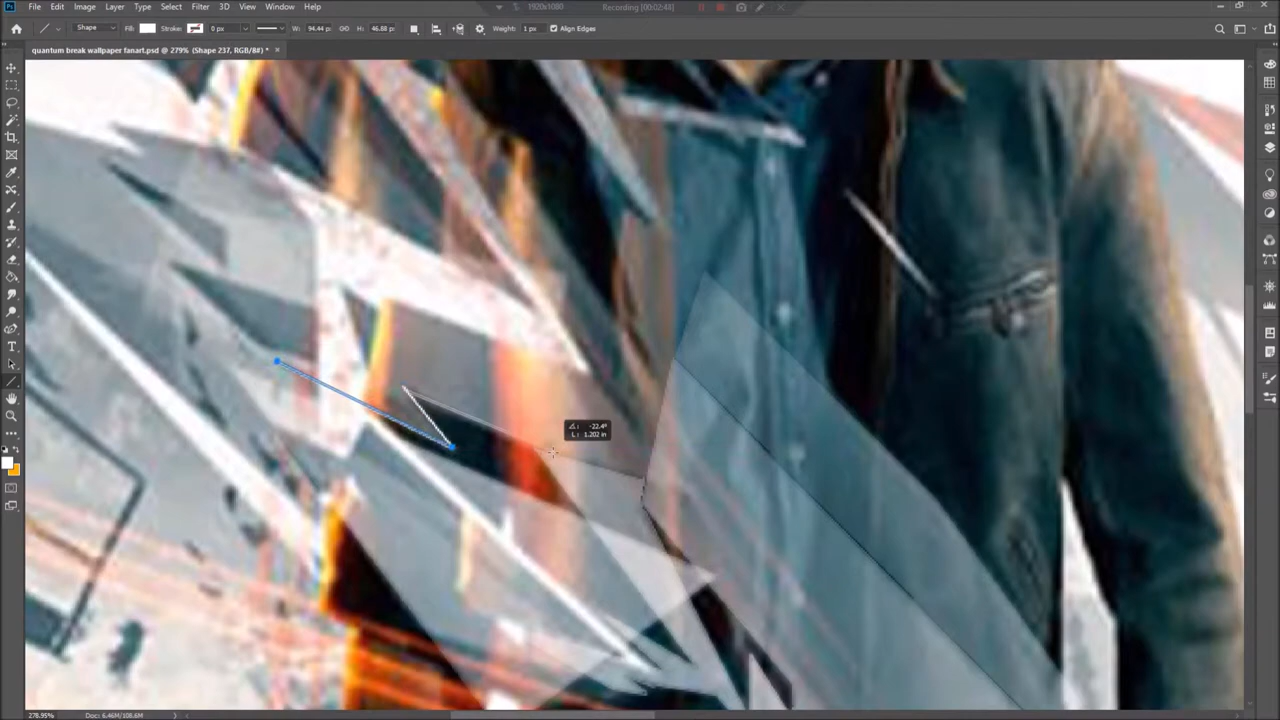 Ps File Edit Image Layer Type Select Filter 3D View Window Help
1920x1080 Recording [00:02:48]
Shape Fill: Stroke: 0 px W: 94.44 px H: 46.88 px Weight: 1 px Align Edges
quantum break wallpaper fanart.psd @ 279% (Shape 237, RGB/8#) * ×
-22.4°
L: 1.202 in
278.95% Doc: 6.46M/108.6M